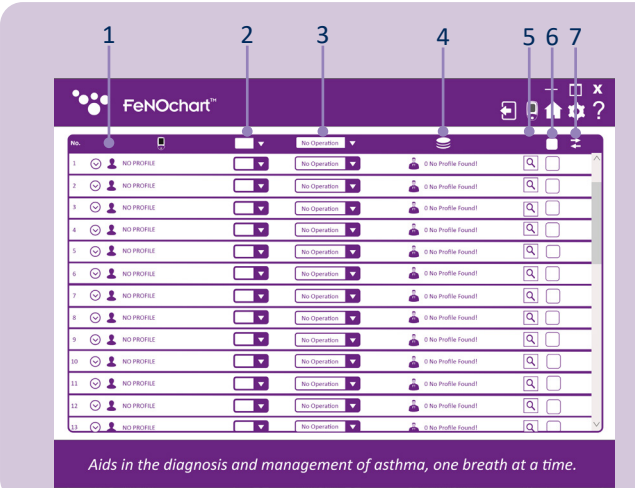 1 2 3 4 5 6 7
X
FeNOchart™ ?
No. No Operation
1 NO PROFILE No Operation 0 No Profile Found!
2 NO PROFILE No Operation 0 No Profile Found!
3 NO PROFILE No Operation 0 No Profile Found!
4 NO PROFILE No Operation 0 No Profile Found!
5 NO PROFILE No Operation 0 No Profile Found!
6 NO PROFILE No Operation 0 No Profile Found!
7 NO PROFILE No Operation 0 No Profile Found!
8 NO PROFILE No Operation 0 No Profile Found!
9 NO PROFILE No Operation 0 No Profile Found!
10 NO PROFILE No Operation 0 No Profile Found!
11 NO PROFILE No Operation 0 No Profile Found!
12 NO PROFILE No Operation 0 No Profile Found!
13 NO PROFILE No Operation 0 No Profile Found!
Aids in the diagnosis and management of asthma, one breath at a time.